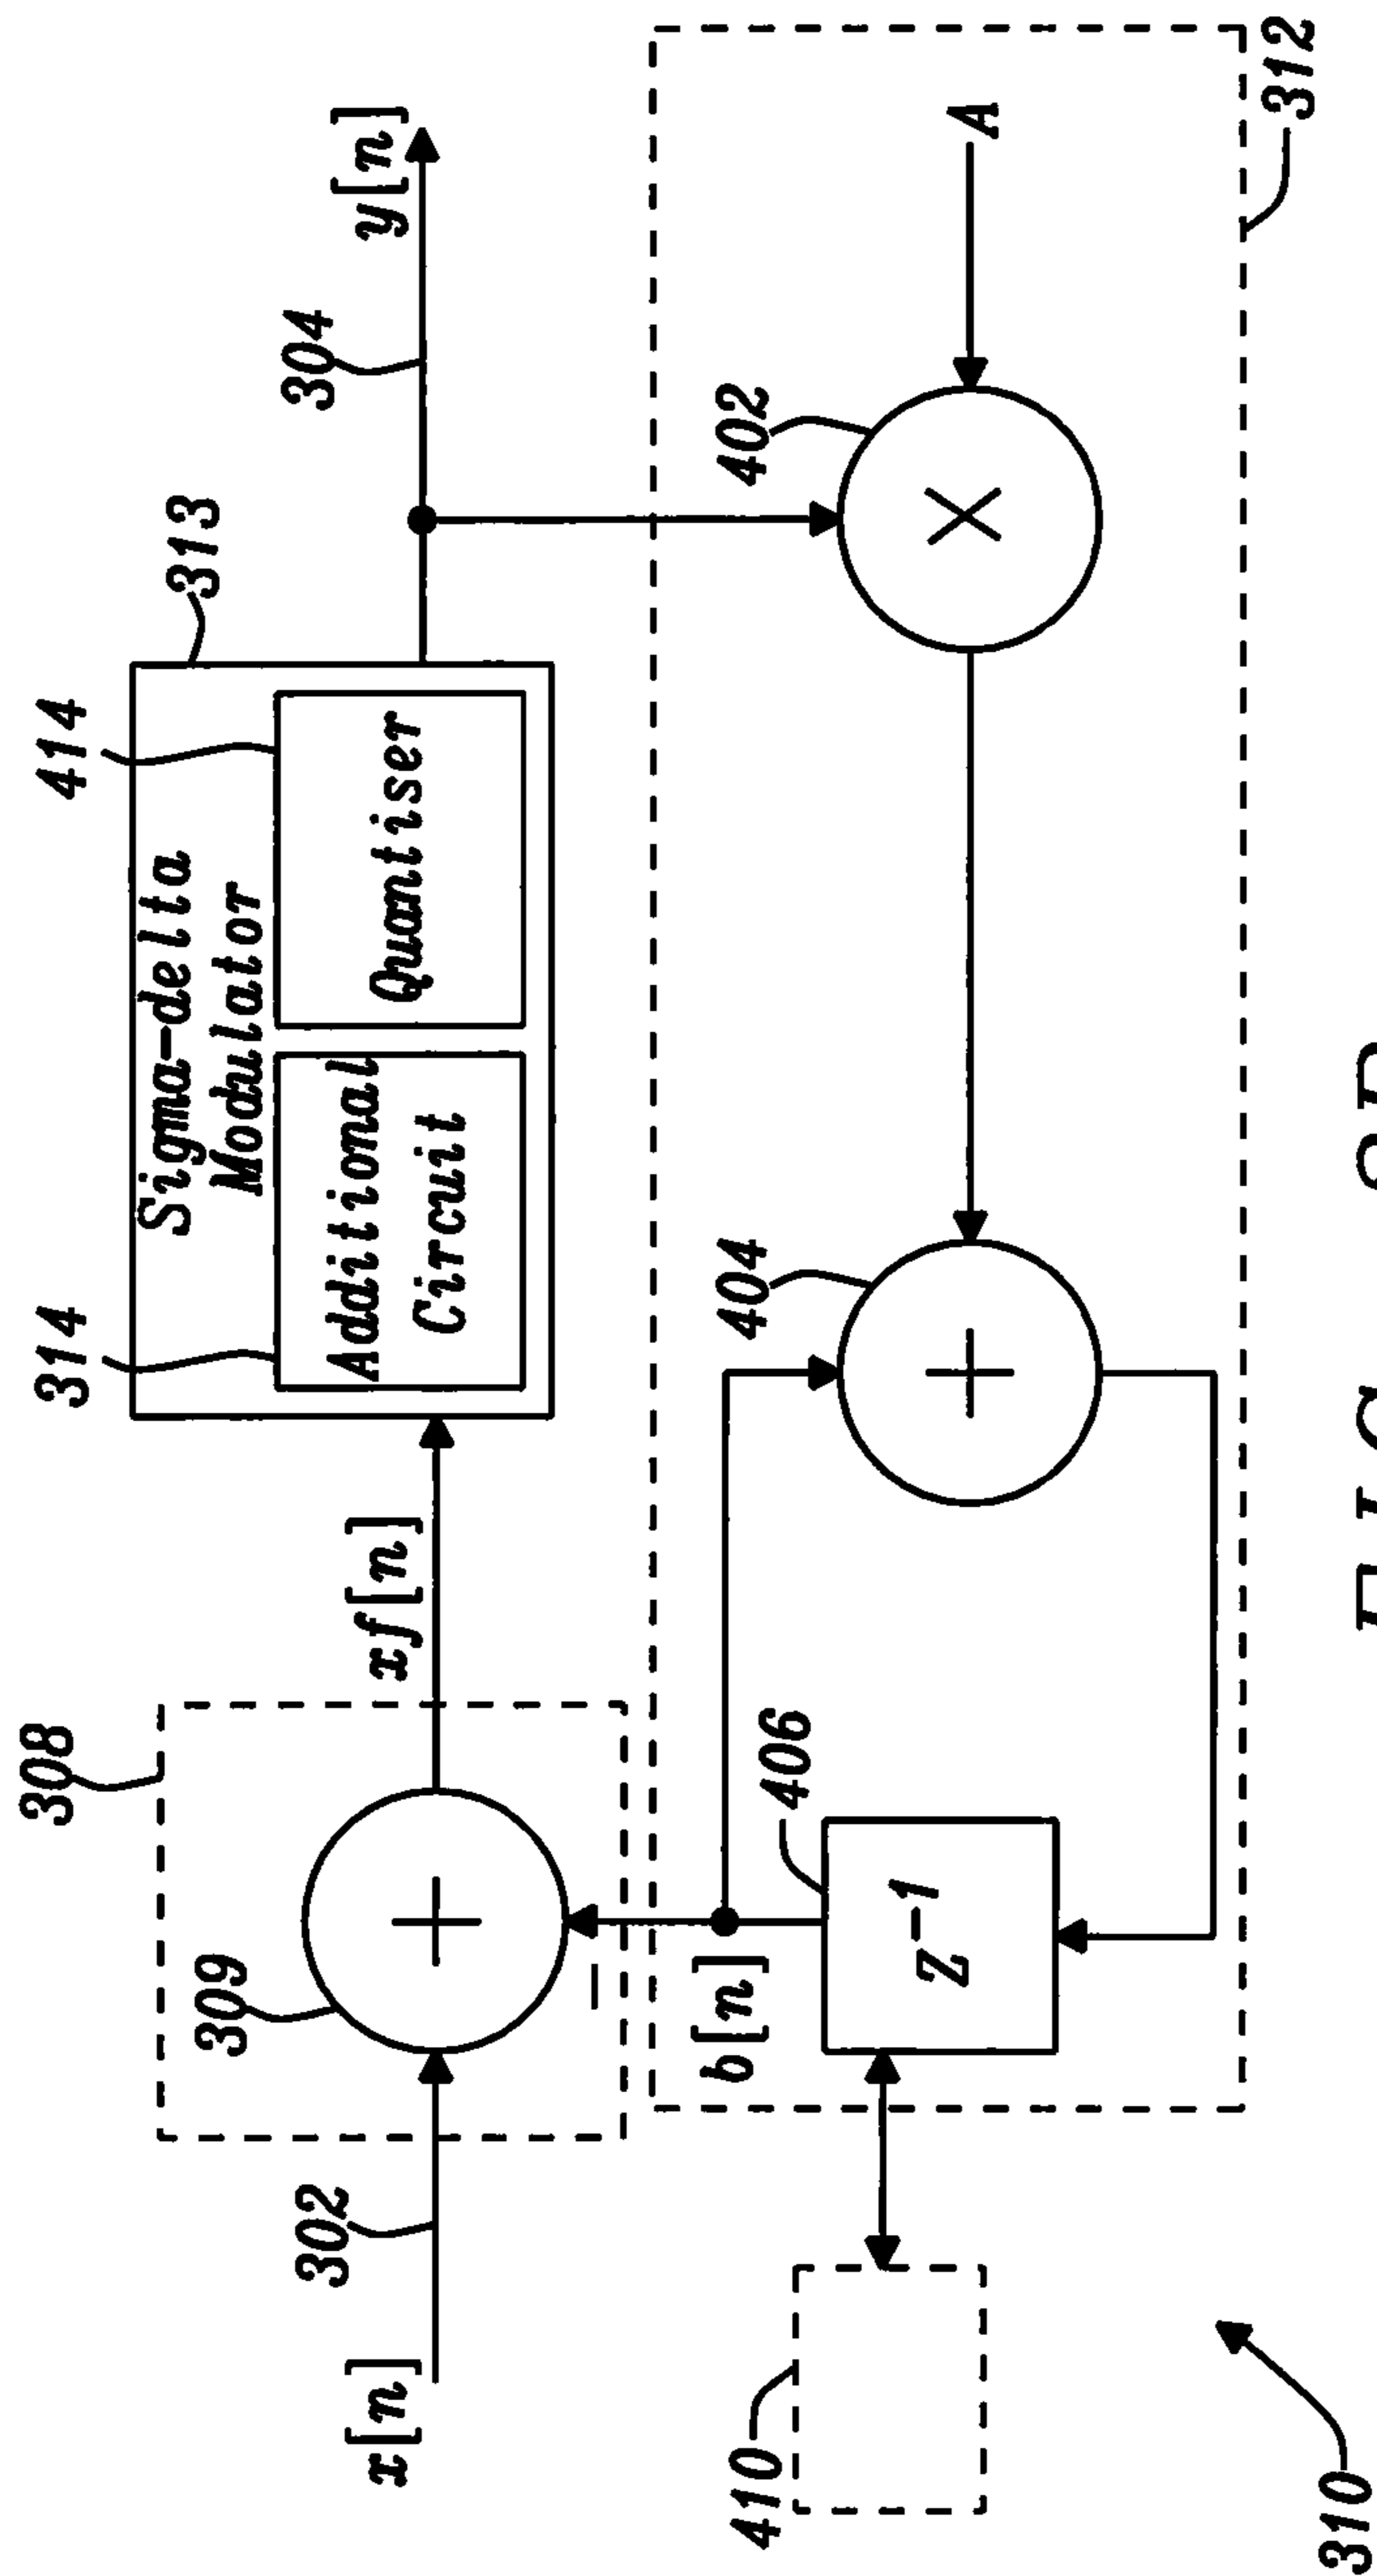 308
314
414
313
304
309
302
x[n]
xf[n]
Sigma-delta
Modulator
Additional
Circuit
Quantiser
y[n]
b[n]
406
404
402
Z⁻¹
A
410
310
312